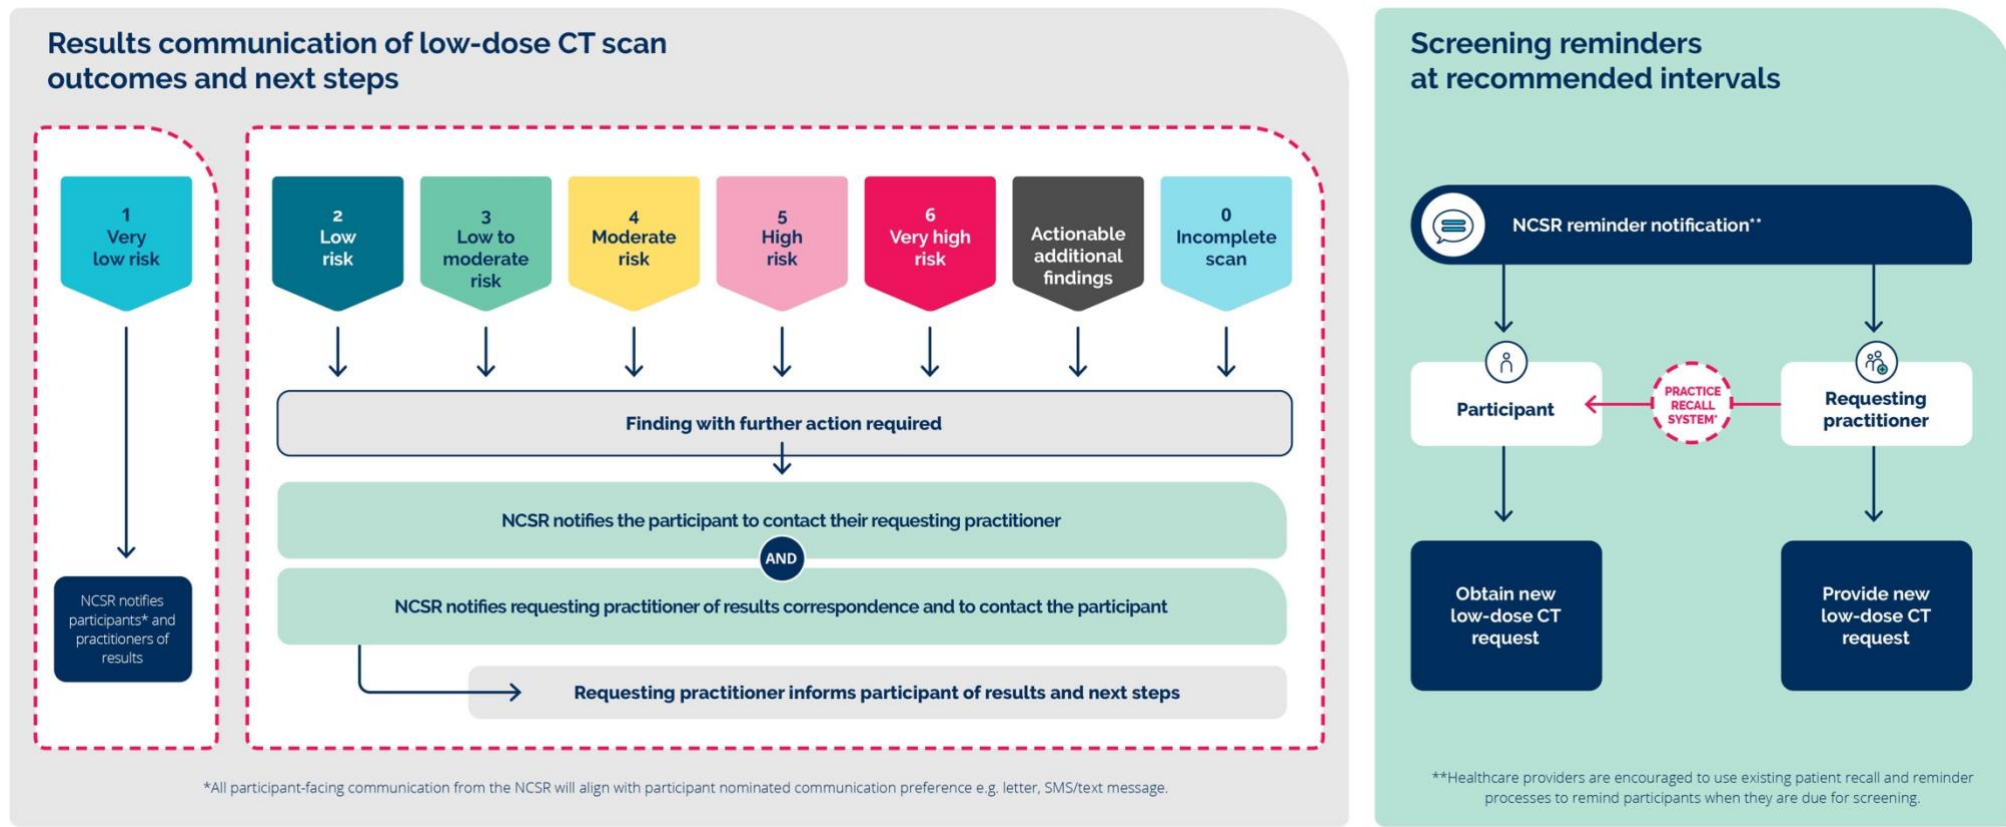 Results communication of low-dose CT scan
outcomes and next steps
1
Very
low risk
2
Low
risk
3
Low to
moderate
risk
4
Moderate
risk
5
High
risk
6
Very high
risk
Actionable
additional
findings
0
Incomplete
scan
Finding with further action required
NCSR notifies the participant to contact their requesting practitioner
AND
NCSR notifies requesting practitioner of results correspondence and to contact the participant
NCSR notifies
participants* and
practitioners of
results
Requesting practitioner informs participant of results and next steps
*All participant-facing communication from the NCSR will align with participant nominated communication preference e.g. letter, SMS/text message.
Screening reminders
at recommended intervals
NCSR reminder notification**
Participant
PRACTICE
RECALL
SYSTEM*
Requesting
practitioner
Obtain new
low-dose CT
request
Provide new
low-dose CT
request
**Healthcare providers are encouraged to use existing patient recall and reminder
processes to remind participants when they are due for screening.